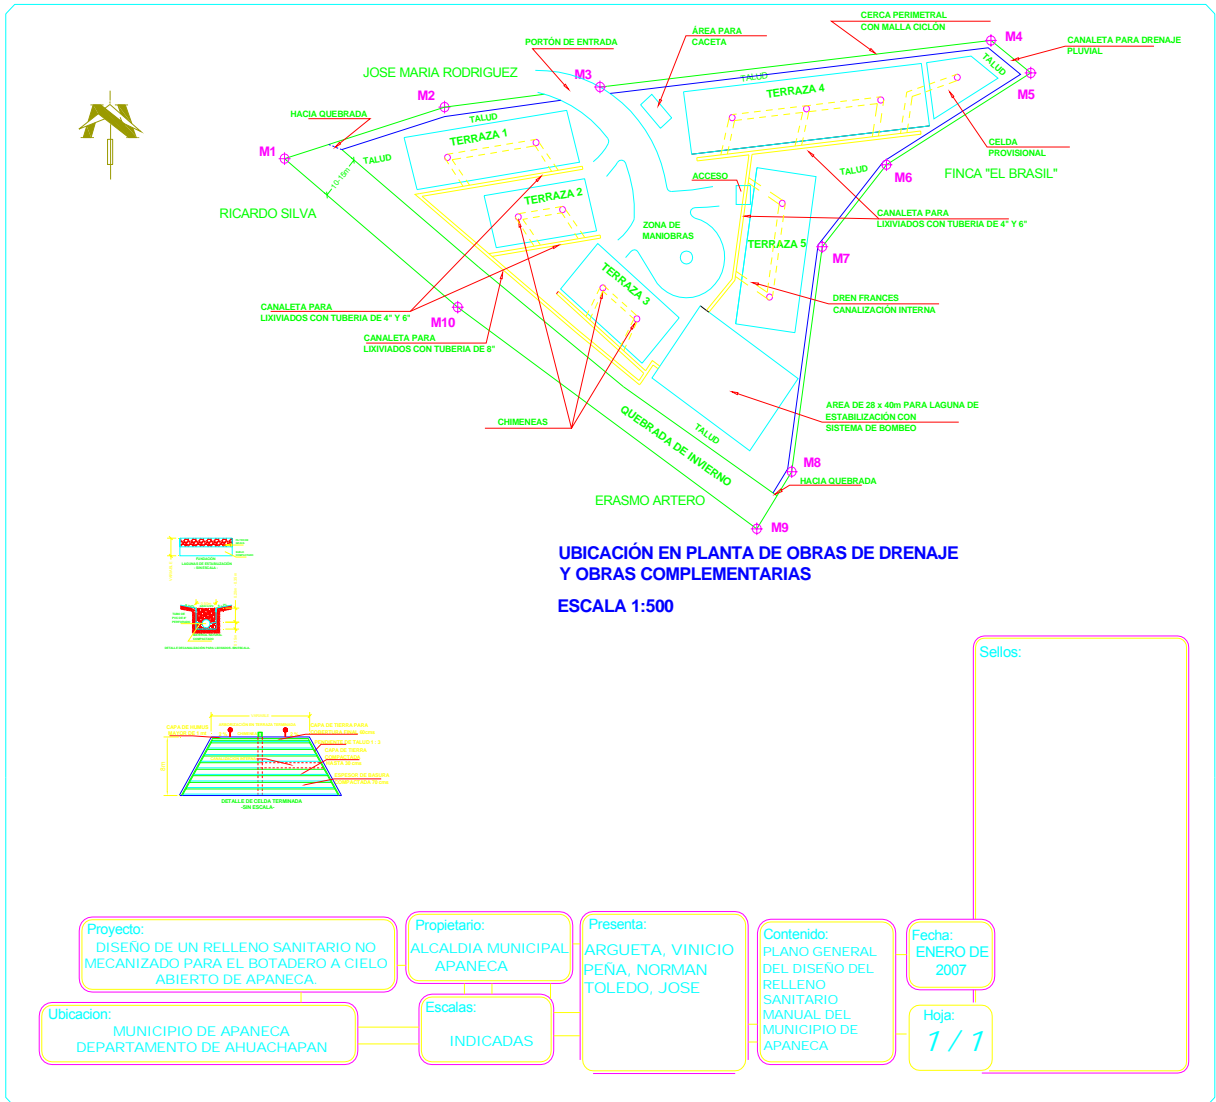 CERCA PERIMETRAL
CON MALLA CICLÓN
ÁREA PARA
CACETA
PORTÓN DE ENTRADA
M4
CANALETA PARA DRENAJE
PLUVIAL
TALUD
JOSE MARIA RODRIGUEZ
M3
TALUD
M5
TERRAZA 4
M2
HACIA QUEBRADA
TALUD
TERRAZA 1
CELDA
PROVISIONAL
M1
TALUD
TALUD
M6
FINCA "EL BRASIL"
10-15m
ACCESO
TERRAZA 2
RICARDO SILVA
CANALETA PARA
LIXIVIADOS CON TUBERIA DE 4" Y 6"
ZONA DE
MANIOBRAS
TERRAZA 5
M7
TERRAZA 3
DREN FRANCES
CANALIZACIÓN INTERNA
CANALETA PARA
LIXIVIADOS CON TUBERIA DE 4" Y 6"
M10
CANALETA PARA
LIXIVIADOS CON TUBERIA DE 8"
AREA DE 28 x 40m PARA LAGUNA DE
ESTABILIZACIÓN CON
SISTEMA DE BOMBEO
CHIMENEAS
QUEBRADA DE INVIERNO
TALUD
M8
HACIA QUEBRADA
ERASMO ARTERO
M9
UBICACIÓN EN PLANTA DE OBRAS DE DRENAJE
Y OBRAS COMPLEMENTARIAS
ESCALA 1:500
DETALLE DE CELDA TERMINADA
-SIN ESCALA-
Sellos:
Proyecto:
DISEÑO DE UN RELLENO SANITARIO NO
MECANIZADO PARA EL BOTADERO A CIELO
ABIERTO DE APANECA.
Propietario:
ALCALDIA MUNICIPAL
APANECA
Presenta:
ARGUETA, VINICIO
PEÑA, NORMAN
TOLEDO, JOSE
Contenido:
PLANO GENERAL
DEL DISEÑO DEL
RELLENO
SANITARIO
MANUAL DEL
MUNICIPIO DE
APANECA
Fecha:
ENERO DE
2007
Ubicacion:
MUNICIPIO DE APANECA
DEPARTAMENTO DE AHUACHAPAN
Escalas:
INDICADAS
Hoja:
1 / 1